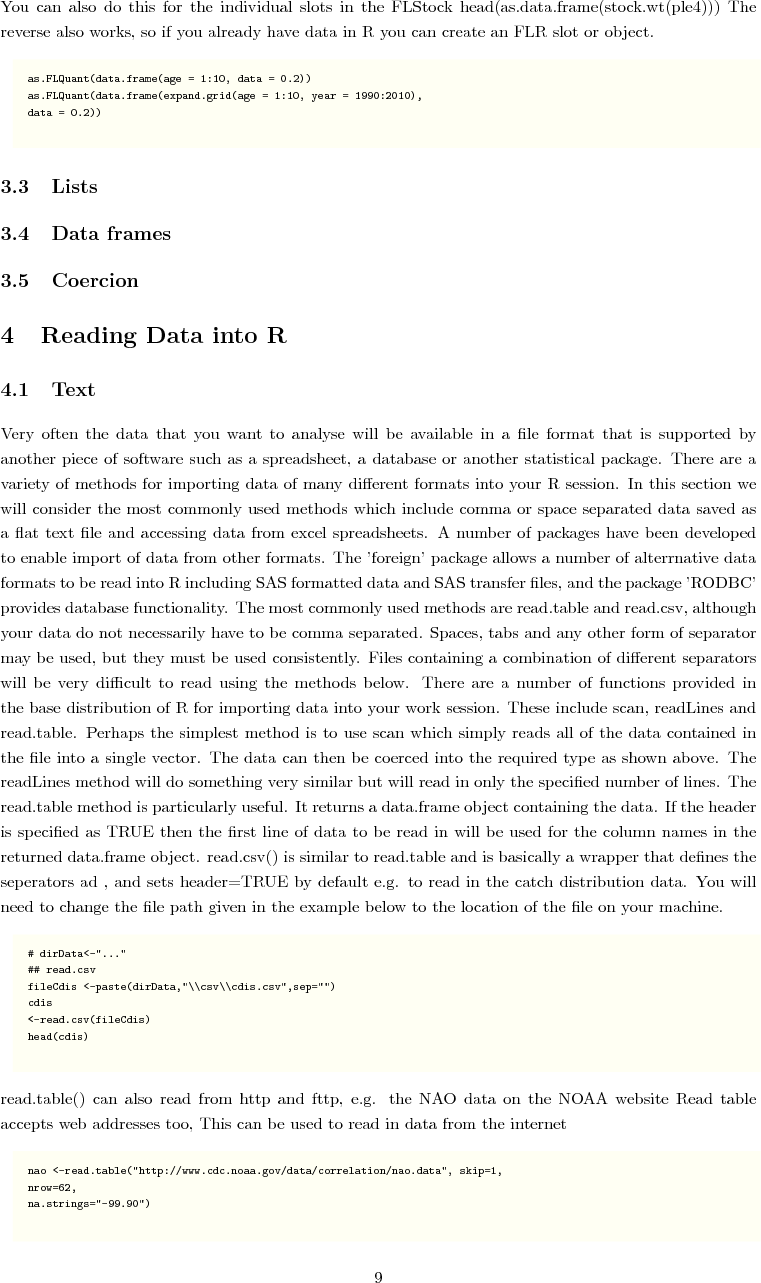 You can also do this for the individual slots in the FLStock head(as.data.frame(stock.wt(ple4))) The
reverse also works, so if you already have data in R you can create an FLR slot or object.
as.FLQuant(data.frame(age = 1:10, data = 0.2))
as.FLQuant(data.frame(expand.grid(age = 1:10, year = 1990:2010),
data = 0.2))
3.3 Lists
3.4 Data frames
3.5 Coercion
4 Reading Data into R
4.1 Text
Very often the data that you want to analyse will be available in a file format that is supported by
another piece of software such as a spreadsheet, a database or another statistical package. There are a
variety of methods for importing data of many different formats into your R session. In this section we
will consider the most commonly used methods which include comma or space separated data saved as
a flat text file and accessing data from excel spreadsheets. A number of packages have been developed
to enable import of data from other formats. The 'foreign' package allows a number of alterrnative data
formats to be read into R including SAS formatted data and SAS transfer files, and the package 'RODBC'
provides database functionality. The most commonly used methods are read.table and read.csv, although
your data do not necessarily have to be comma separated. Spaces, tabs and any other form of separator
may be used, but they must be used consistently. Files containing a combination of different separators
will be very difficult to read using the methods below. There are a number of functions provided in
the base distribution of R for importing data into your work session. These include scan, readLines and
read.table. Perhaps the simplest method is to use scan which simply reads all of the data contained in
the file into a single vector. The data can then be coerced into the required type as shown above. The
readLines method will do something very similar but will read in only the specified number of lines. The
read.table method is particularly useful. It returns a data.frame object containing the data. If the header
is specified as TRUE then the first line of data to be read in will be used for the column names in the
returned data.frame object. read.csv() is similar to read.table and is basically a wrapper that defines the
seperators ad , and sets header=TRUE by default e.g. to read in the catch distribution data. You will
need to change the file path given in the example below to the location of the file on your machine.
# dirData<-"..."
## read.csv
fileCdis <-paste(dirData,"\\csv\\cdis.csv",sep="")
cdis
<-read.csv(fileCdis)
head(cdis)
read.table() can also read from http and fttp, e.g. the NAO data on the NOAA website Read table
accepts web addresses too, This can be used to read in data from the internet
nao <-read.table("http://www.cdc.noaa.gov/data/correlation/nao.data", skip=1,
nrow=62,
na.strings="-99.90")
9